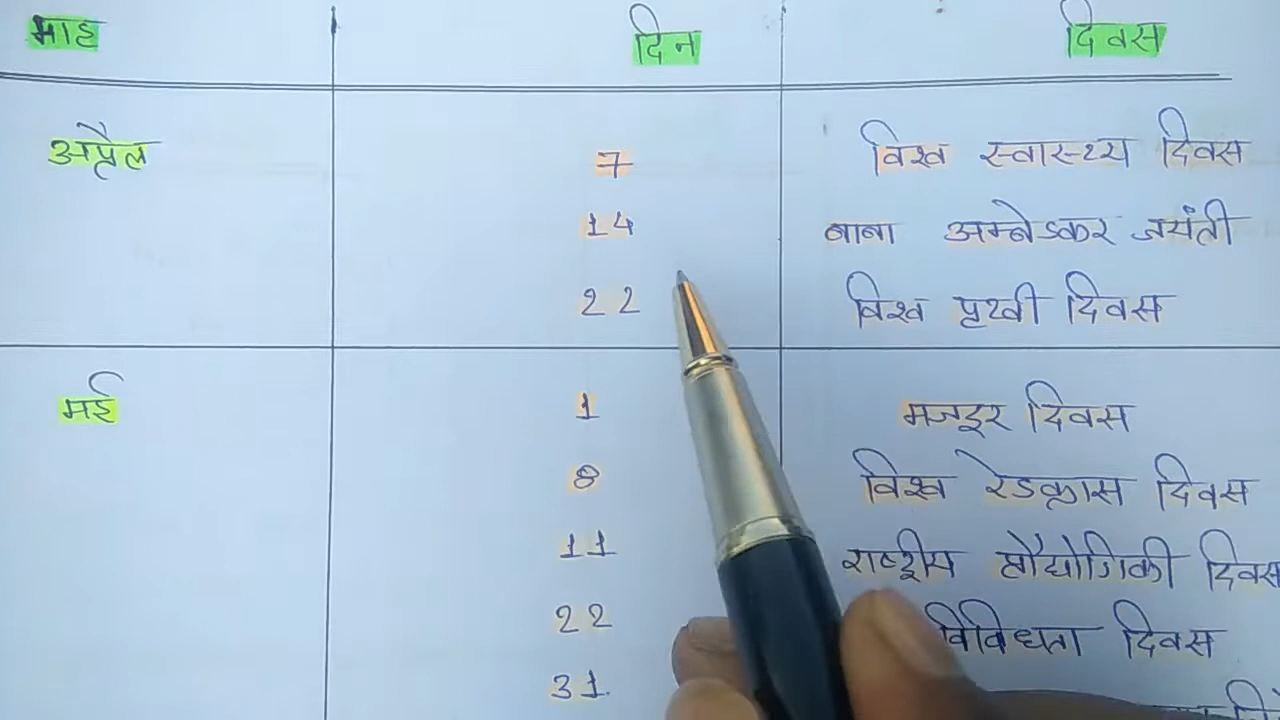 माह दिन दिवस
अप्रैल 7 विश्व स्वास्थ्य दिवस
14 बाबा अम्बेडकर जयंती
22 विश्व पृथ्वी दिवस
मई 1 मजदूर दिवस
8 विश्व रेडक्रास दिवस
11 राष्ट्रीय प्रौद्योगिकी दिवस
22 विविधता दिवस
31